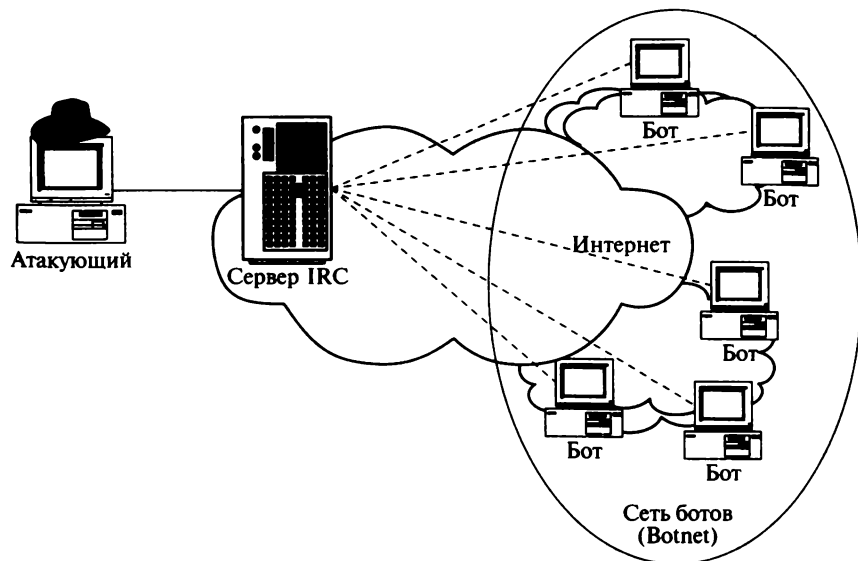 Бот
Бот
Атакующий
Сервер IRC
Интернет
Бот
Бот
Бот
Сеть ботов
(Botnet)